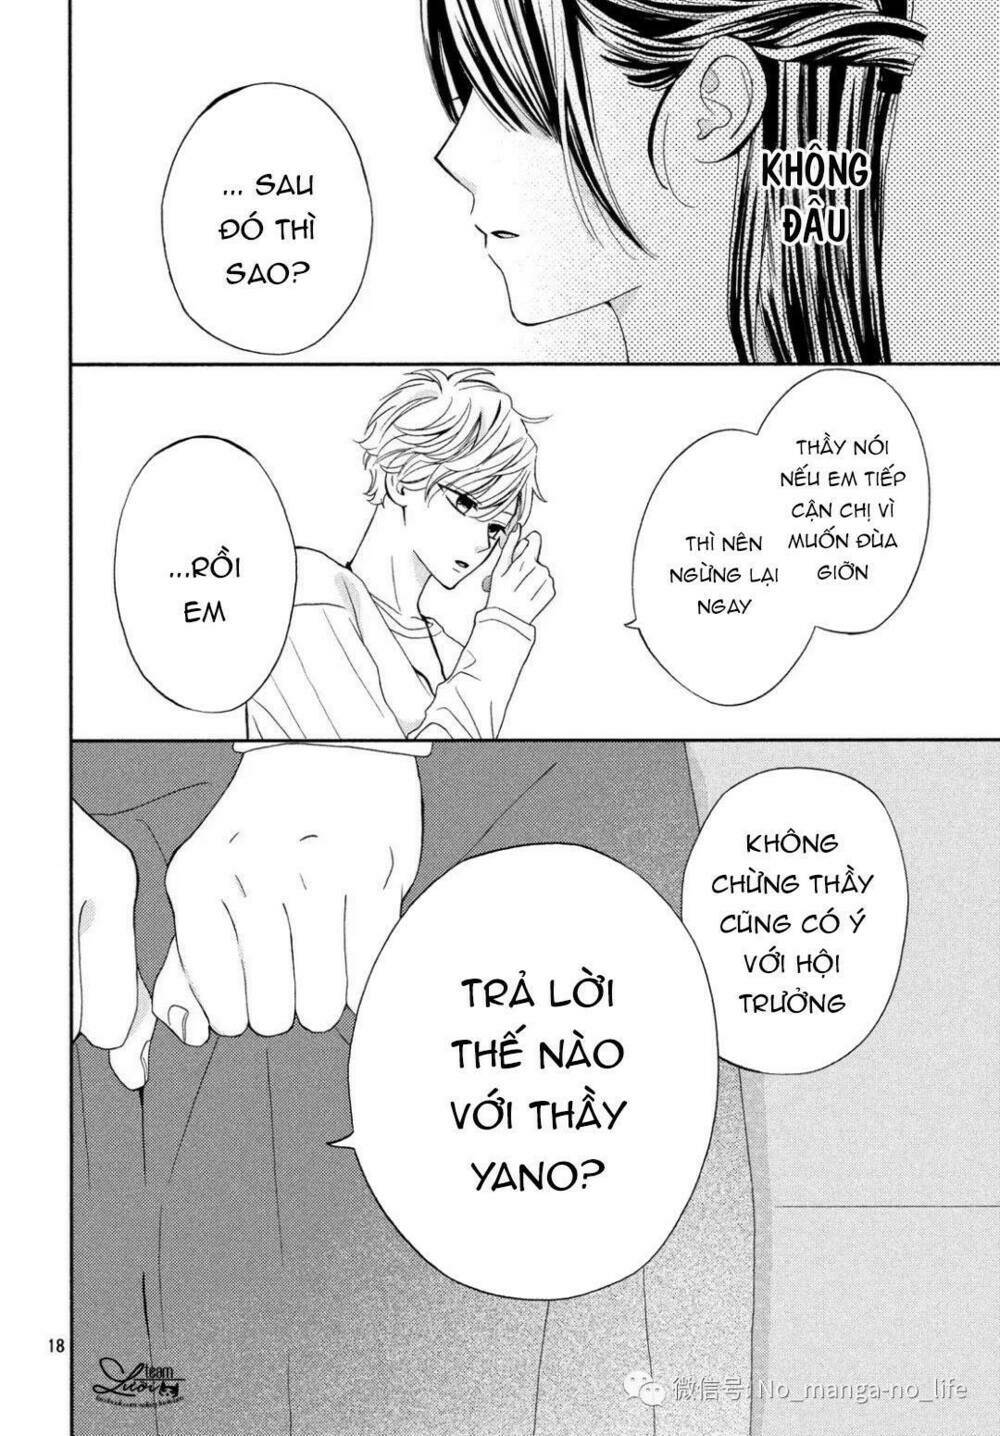 KHÔNG
ĐÂU
... SAU
ĐÓ THÌ
SAO?
THẦY NÓI
NẾU EM TIẾP
CẬN CHỊ VÌ
MUỐN ĐÙA
GIỠN
THÌ NÊN
NGỪNG LẠI
NGAY
...RỒI
EM
KHÔNG
CHỪNG THẦY
CŨNG CÓ Ý
VỚI HỘI
TRƯỞNG
TRẢ LỜI
THẾ NÀO
VỚI THẦY
YANO?
18
team
Lười
微信号: No_manga-no_life